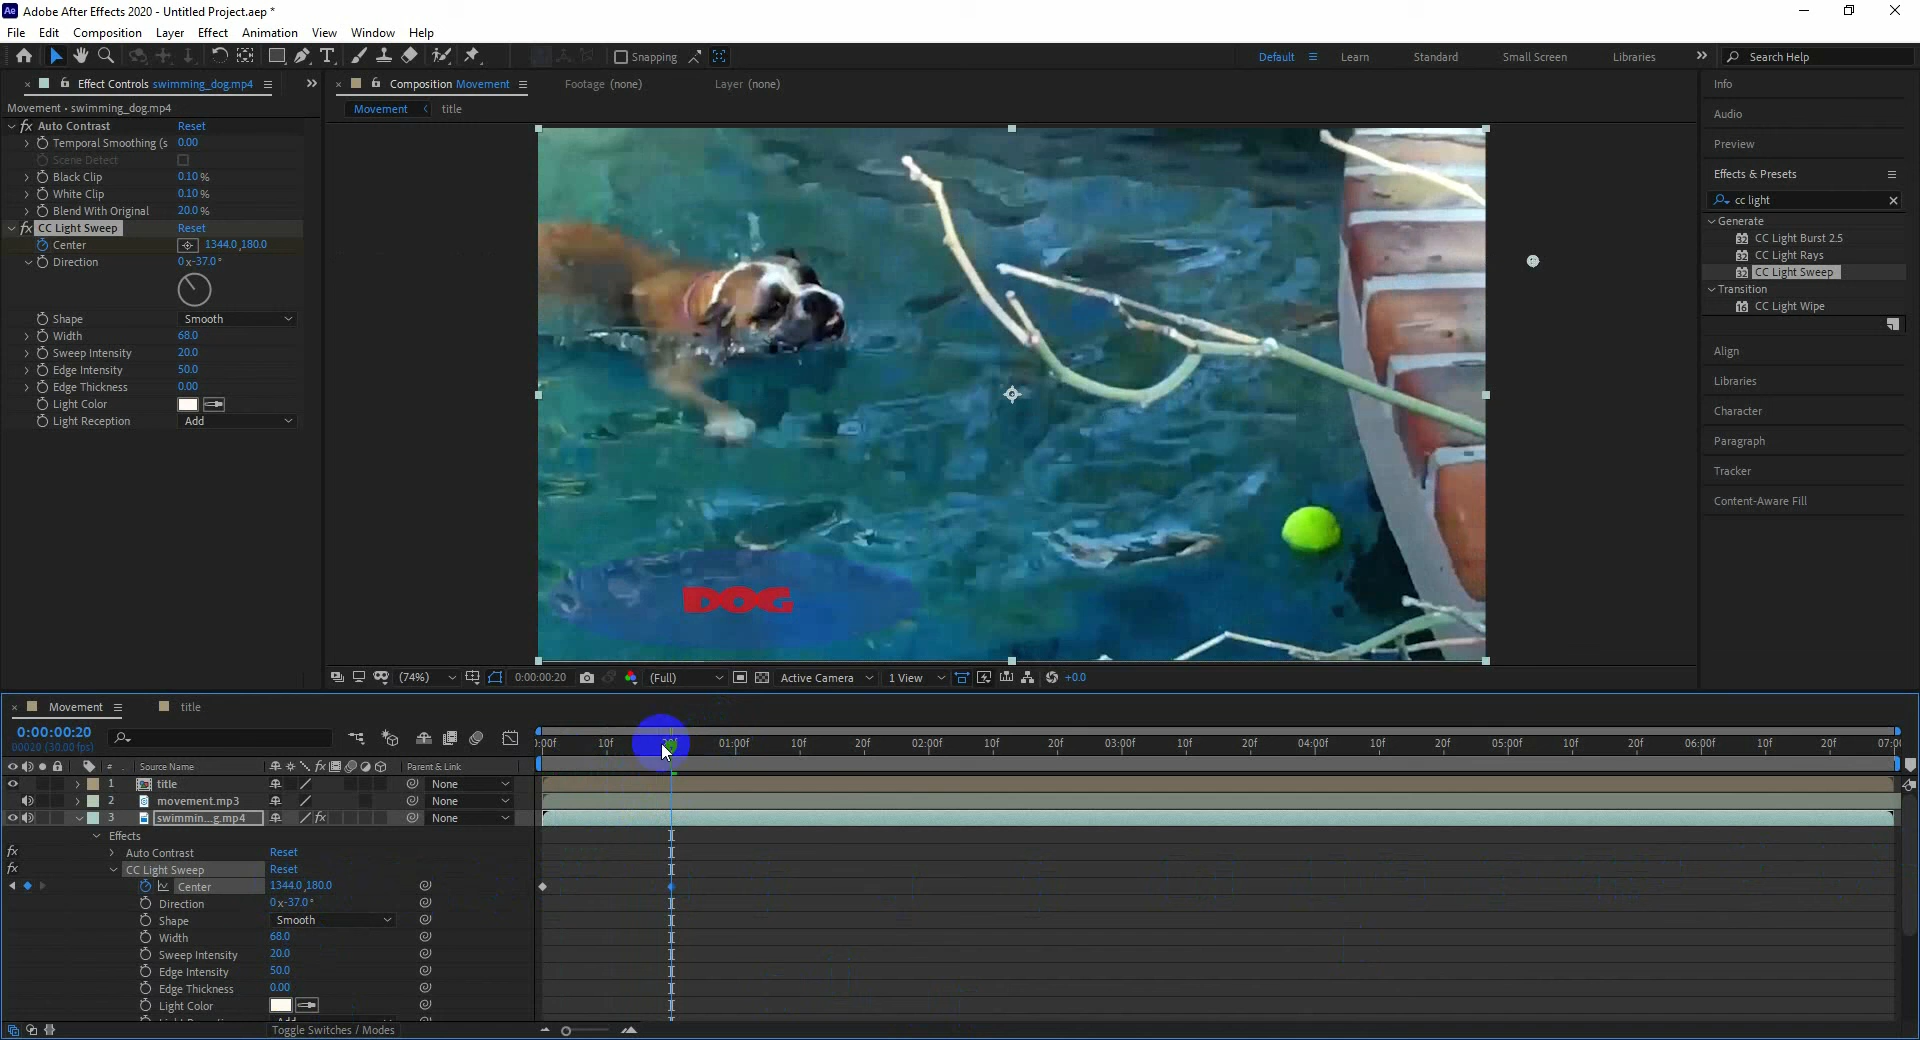 Ae Adobe After Effects 2020 - Untitled Project.aep *
File Edit Composition Layer Effect Animation View Window Help
Snapping Default Learn Standard Small Screen Libraries Search Help
Effect Controls swimming_dog.mp4
Composition Movement
Footage (none)
Layer (none)
Movement • swimming_dog.mp4
Movement title
Auto Contrast Reset
Temporal Smoothing (s 0.00
Scene Detect
Black Clip 0.10 %
White Clip 0.10 %
Blend With Original 20.0 %
CC Light Sweep Reset
Center 1344.0,180.0
Direction 0x-37.0°
Shape Smooth
Width 68.0
Sweep Intensity 20.0
Edge Intensity 50.0
Edge Thickness 0.00
Light Color
Light Reception Add
DOG
(74%) 0:00:00:20 (Full) Active Camera 1 View +0.0
Info
Audio
Preview
Effects & Presets
cc light
Generate
CC Light Burst 2.5
CC Light Rays
CC Light Sweep
Transition
CC Light Wipe
Align
Libraries
Character
Paragraph
Tracker
Content-Aware Fill
Movement title
0:00:00:20
00020 (30.00 fps)
10f 01:00f 10f 20f 02:00f 10f 20f 03:00f 10f 20f 04:00f 10f 20f 05:00f 10f 20f 06:00f 10f 20f
# Source Name Parent & Link
1 title None
2 movement.mp3 None
3 swimmin...g.mp4 None
Effects
Auto Contrast Reset
CC Light Sweep Reset
Center 1344.0,180.0
Direction 0x-37.0°
Shape Smooth
Width 68.0
Sweep Intensity 20.0
Edge Intensity 50.0
Edge Thickness 0.00
Light Color
Toggle Switches / Modes